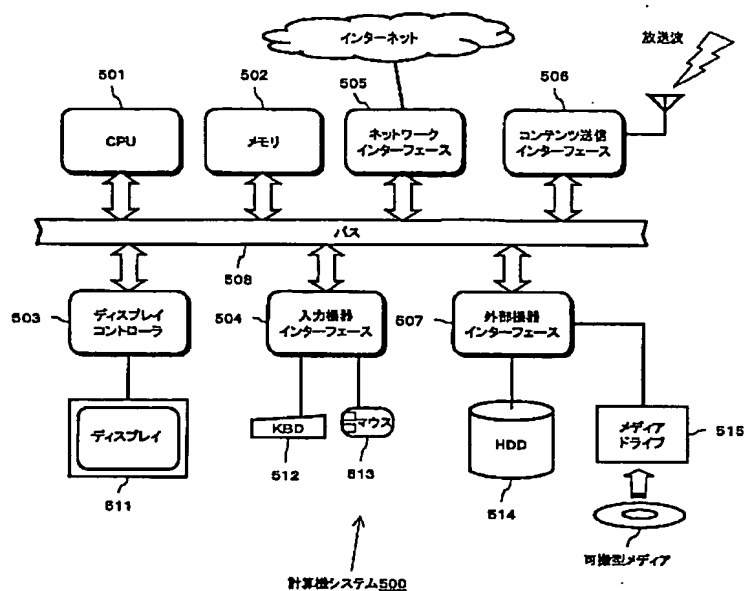 インターネット
放送波
501
502
505
506
CPU
メモリ
ネットワーク
インターフェース
コンテンツ送信
インターフェース
バス
508
503
ディスプレイ
コントローラ
504
入力機器
インターフェース
507
外部機器
インターフェース
ディスプレイ
511
KBD
512
マウス
513
HDD
514
メディア
ドライブ
515
可搬型メディア
計算機システム500